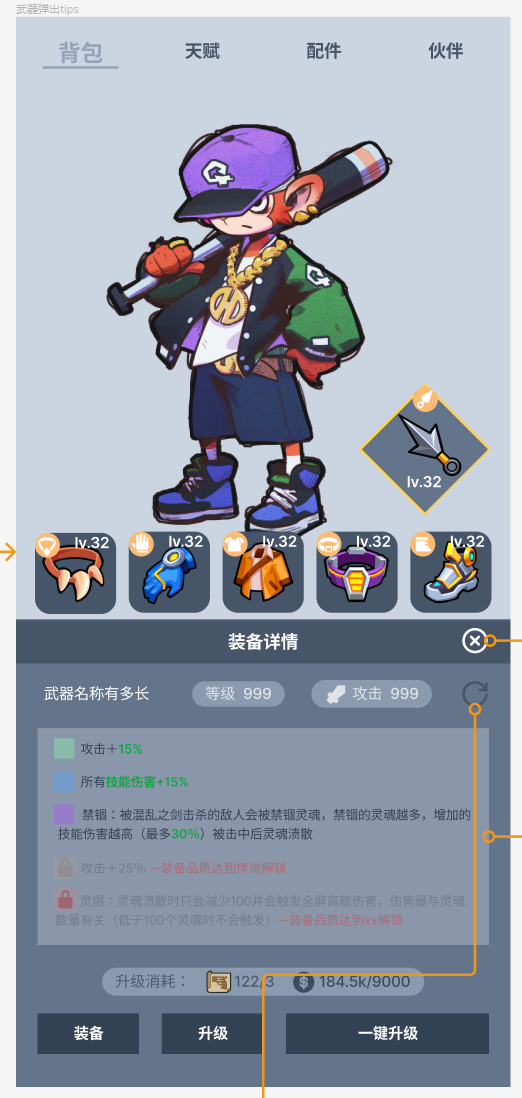 武器弹出tips
背包
天赋
配件
伙伴
lv.32
lv.32
lv.32
lv.32
lv.32
lv.32
装备详情
武器名称有多长
等级 999
攻击 999
攻击＋15%
所有技能伤害+15%
禁锢：被混乱之剑击杀的敌人会被禁锢灵魂，禁锢的灵魂越多，增加的
技能伤害越高（最多30%）被击中后灵魂溃散
攻击＋25% --装备品质达到传说解锁
灵爆：灵魂溃散时只会减少100并会触发全屏高额伤害，伤害量与灵魂
数量有关（低于100个灵魂时不会触发）--装备品质达到xx解锁
升级消耗：
122/3
184.5k/9000
装备
升级
一键升级